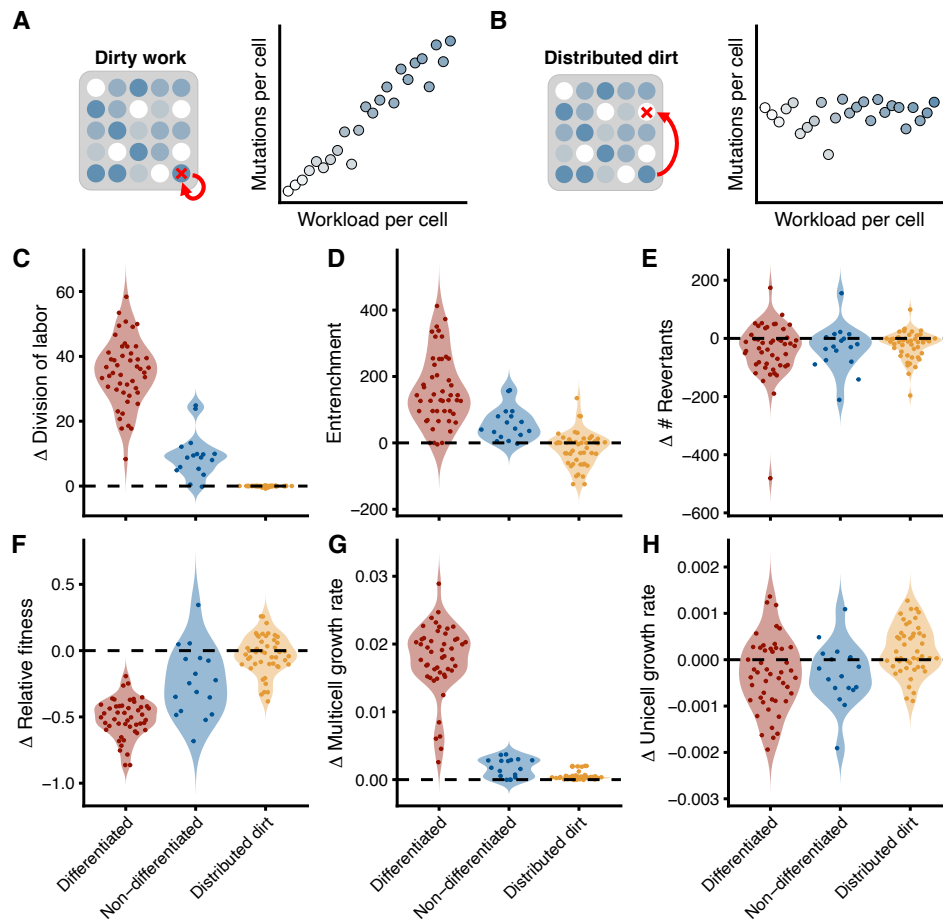 A
Dirty work
Mutations per cell
Workload per cell
B
Distributed dirt
Mutations per cell
Workload per cell
C
Δ Division of labor
60
40
20
0
D
Entrenchment
400
200
0
−200
E
Δ # Revertants
200
0
−200
−400
−600
F
Δ Relative fitness
0.5
0.0
−0.5
−1.0
Differentiated
Non−differentiated
Distributed dirt
G
Δ Multicell growth rate
0.03
0.02
0.01
0.00
Differentiated
Non−differentiated
Distributed dirt
H
Δ Unicell growth rate
0.002
0.001
0.000
−0.001
−0.002
−0.003
Differentiated
Non−differentiated
Distributed dirt